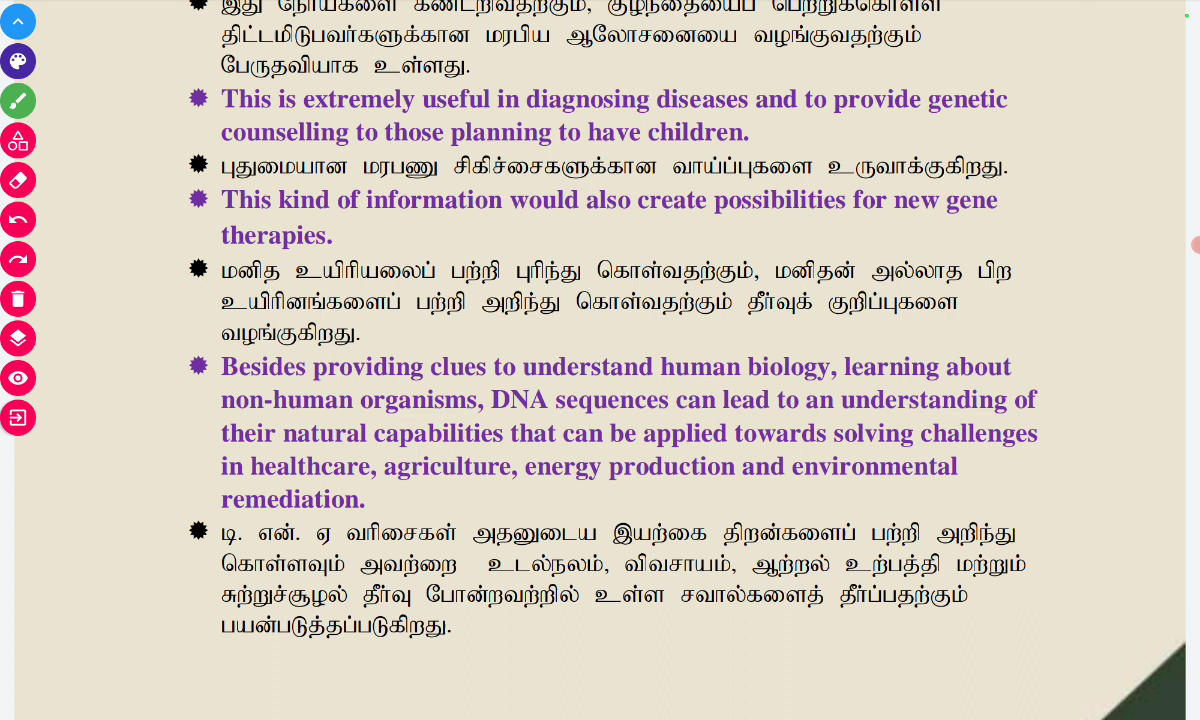 இது நோய்களை கண்டறிவதற்கும், குழந்தையைப் பெற்றுக்கொள்ள
திட்டமிடுபவர்களுக்கான மரபிய ஆலோசனையை வழங்குவதற்கும்
பேருதவியாக உள்ளது.
This is extremely useful in diagnosing diseases and to provide genetic
counselling to those planning to have children.
புதுமையான மரபணு சிகிச்சைகளுக்கான வாய்ப்புகளை உருவாக்குகிறது.
This kind of information would also create possibilities for new gene
therapies.
மனித உயிரியலைப் பற்றி புரிந்து கொள்வதற்கும், மனிதன் அல்லாத பிற
உயிரினங்களைப் பற்றி அறிந்து கொள்வதற்கும் தீர்வுக் குறிப்புகளை
வழங்குகிறது.
Besides providing clues to understand human biology, learning about
non-human organisms, DNA sequences can lead to an understanding of
their natural capabilities that can be applied towards solving challenges
in healthcare, agriculture, energy production and environmental
remediation.
டி. என். ஏ வரிசைகள் அதனுடைய இயற்கை திறன்களைப் பற்றி அறிந்து
கொள்ளவும் அவற்றை உடல்நலம், விவசாயம், ஆற்றல் உற்பத்தி மற்றும்
சுற்றுச்சூழல் தீர்வு போன்றவற்றில் உள்ள சவால்களைத் தீர்ப்பதற்கும்
பயன்படுத்தப்படுகிறது.